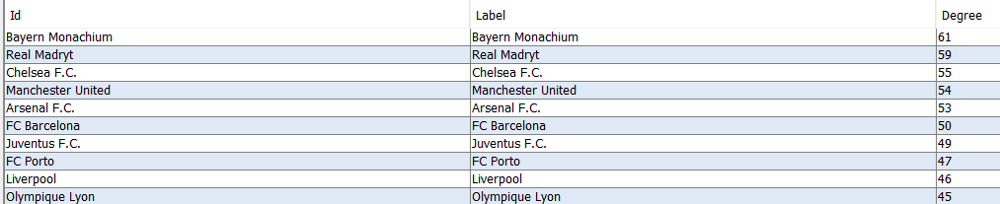 Id Label Degree
Bayern Monachium Bayern Monachium 61
Real Madryt Real Madryt 59
Chelsea F.C. Chelsea F.C. 55
Manchester United Manchester United 54
Arsenal F.C. Arsenal F.C. 53
FC Barcelona FC Barcelona 50
Juventus F.C. Juventus F.C. 49
FC Porto FC Porto 47
Liverpool Liverpool 46
Olympique Lyon Olympique Lyon 45